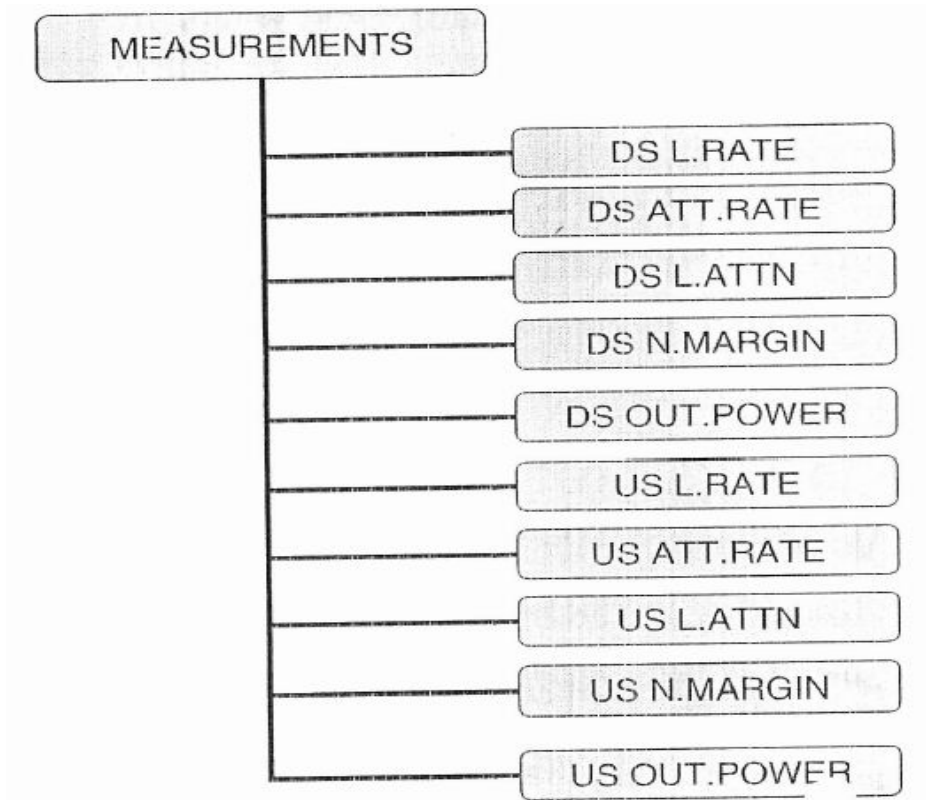 MEASUREMENTS
DS L.RATE
DS ATT.RATE
DS L.ATTN
DS N.MARGIN
DS OUT.POWER
US L.RATE
US ATT.RATE
US L.ATTN
US N.MARGIN
US OUT.POWER